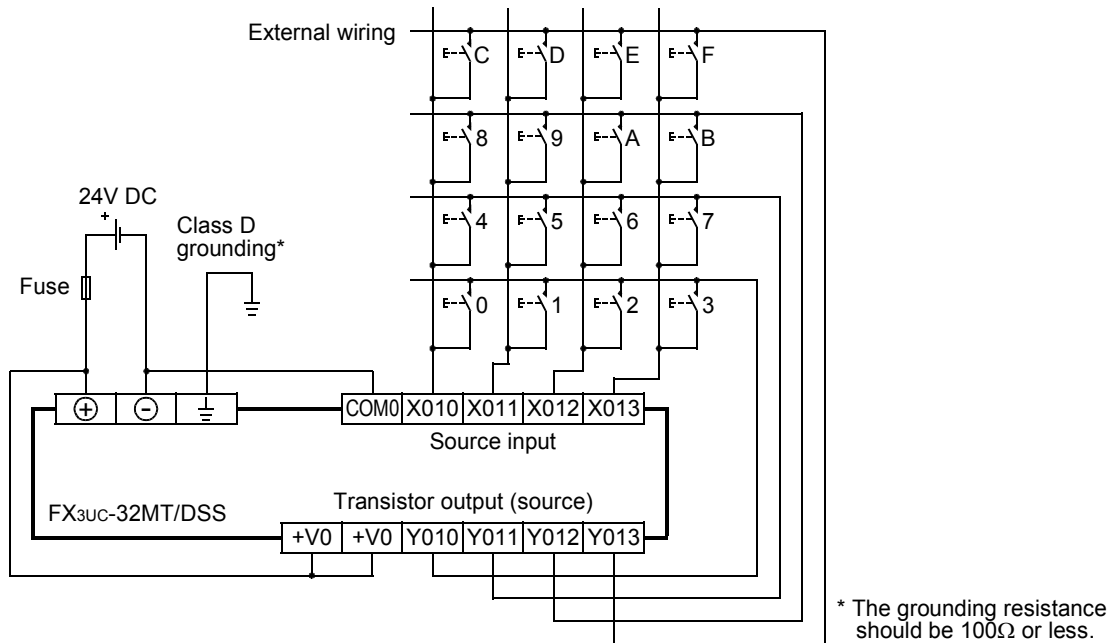 External wiring
C D E F
8 9 A B
24V DC
+
Class D
grounding*
4 5 6 7
Fuse
0 1 2 3
+ - COM0 X010 X011 X012 X013
Source input
Transistor output (source)
FX3UC-32MT/DSS
+V0 +V0 Y010 Y011 Y012 Y013
* The grounding resistance
should be 100Ω or less.